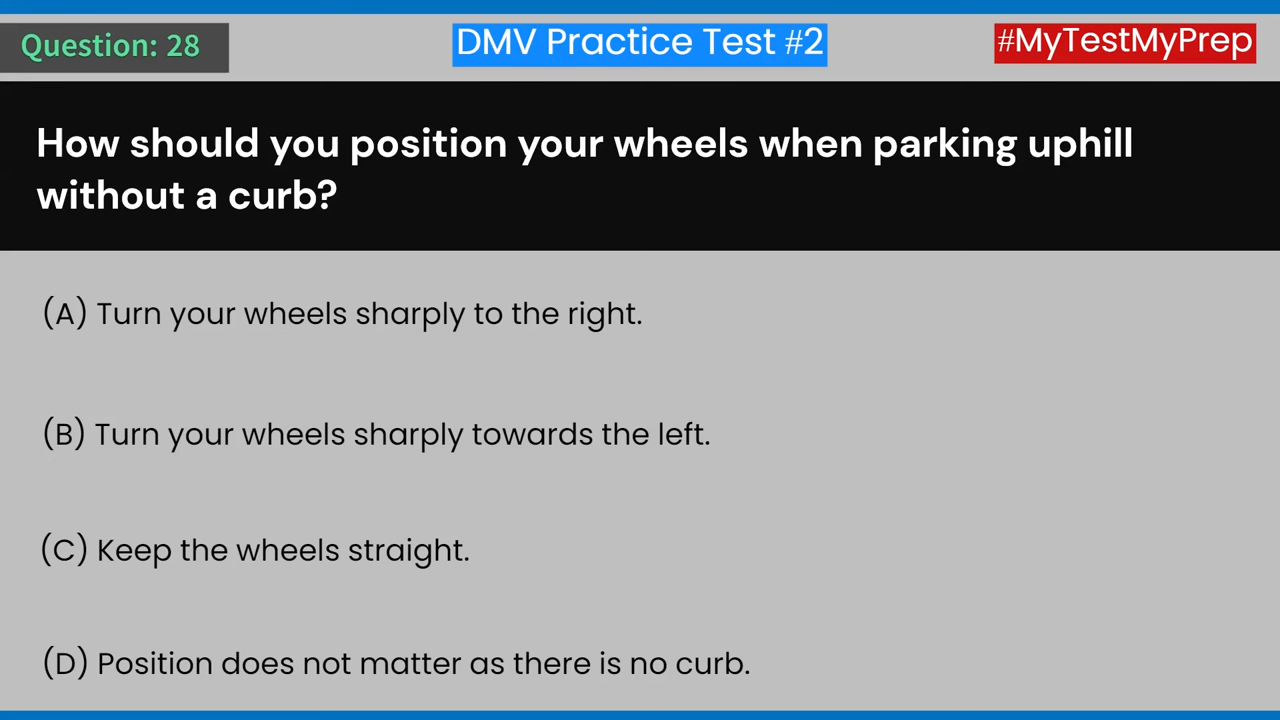 Question: 28
DMV Practice Test #2
#MyTestMyPrep
How should you position your wheels when parking uphill
without a curb?
(A) Turn your wheels sharply to the right.
(B) Turn your wheels sharply towards the left.
(C) Keep the wheels straight.
(D) Position does not matter as there is no curb.